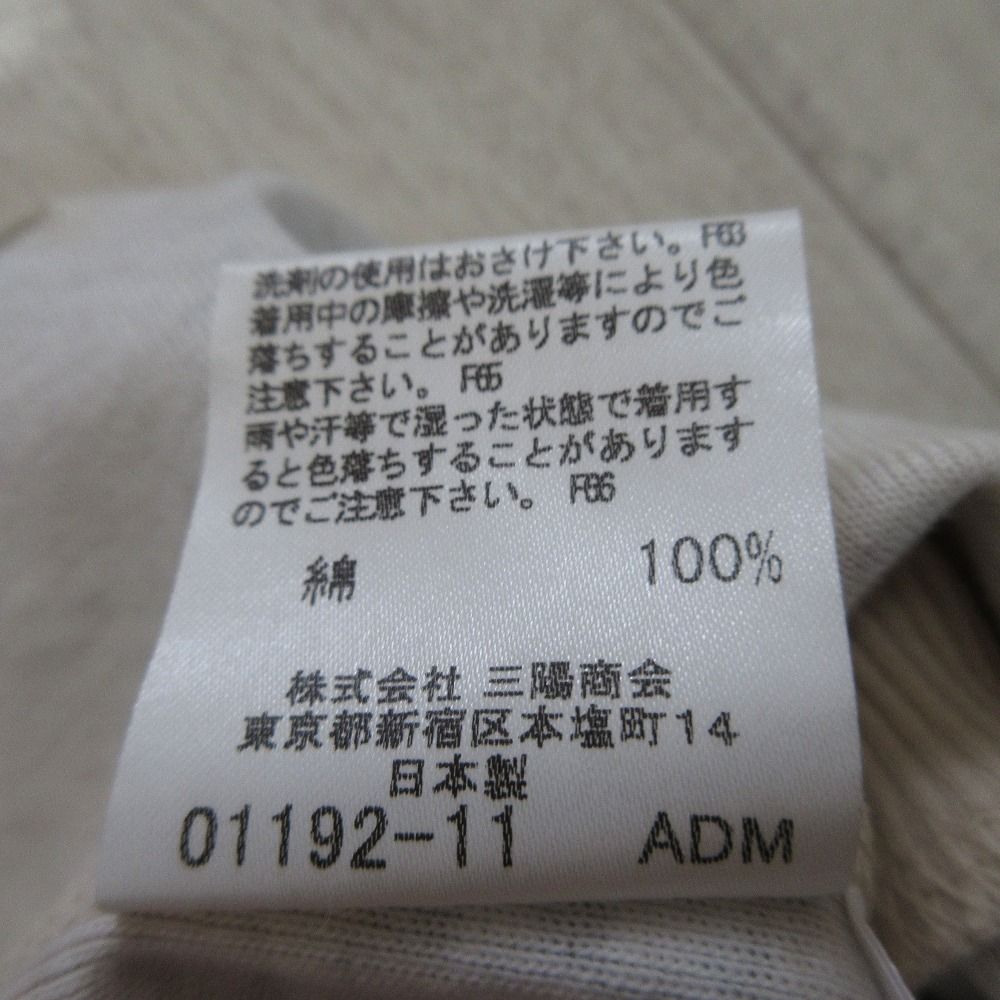 洗剤の使用はおさけ下さい。F63
着用中の摩擦や洗濯等により色
落ちすることがありますのでご
注意下さい。F65
雨や汗等で湿った状態で着用す
ると色落ちすることがあります
のでご注意下さい。F66
綿 100%
株式会社 三陽商会
東京都新宿区本塩町14
日本製
01192-11 ADM